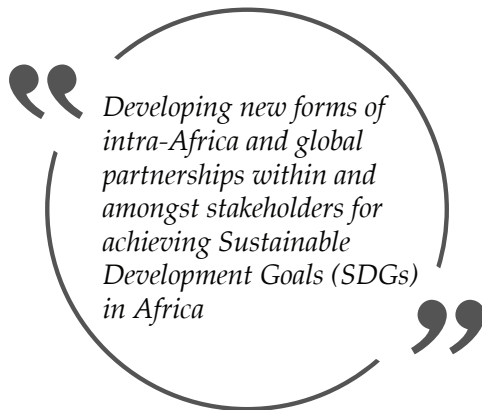 Developing new forms of
intra-Africa and global
partnerships within and
amongst stakeholders for
achieving Sustainable
Development Goals (SDGs)
in Africa